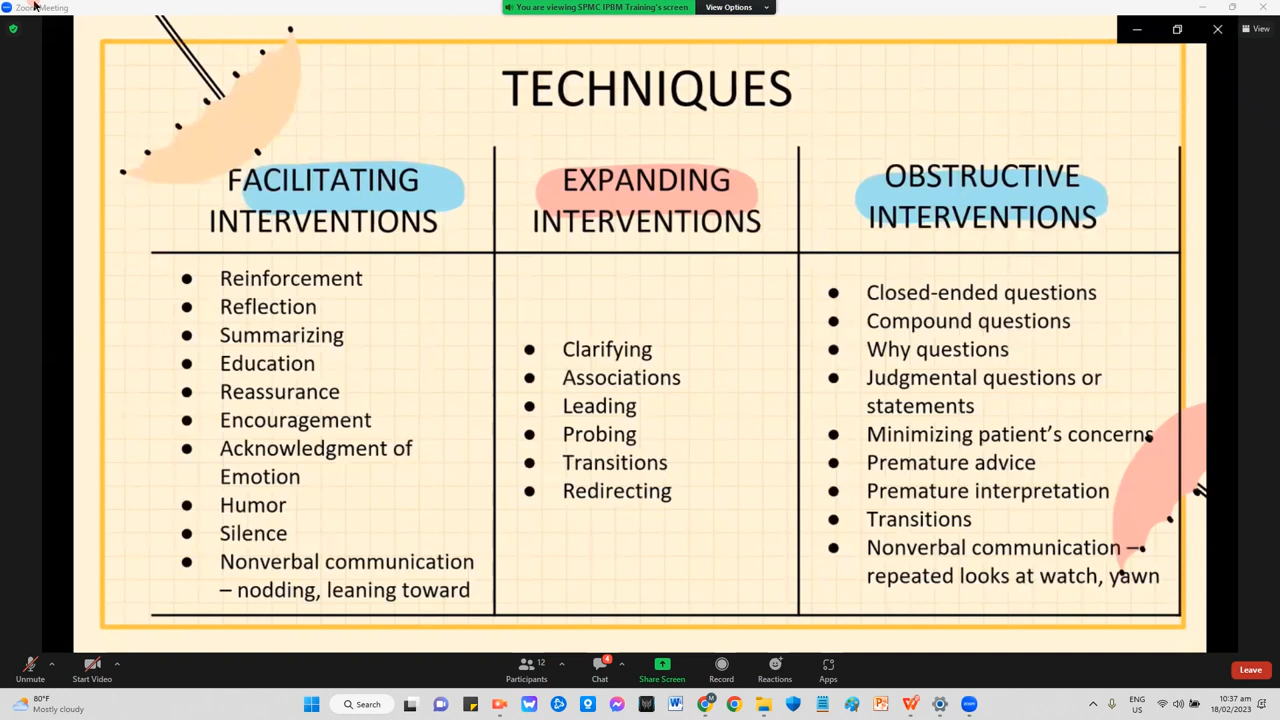 Zoom Meeting
You are viewing SPMC IPBM Training's screen
View Options
View
TECHNIQUES
FACILITATING
INTERVENTIONS
Reinforcement
Reflection
Summarizing
Education
Reassurance
Encouragement
Acknowledgment of
Emotion
Humor
Silence
Nonverbal communication
– nodding, leaning toward
EXPANDING
INTERVENTIONS
Clarifying
Associations
Leading
Probing
Transitions
Redirecting
OBSTRUCTIVE
INTERVENTIONS
Closed-ended questions
Compound questions
Why questions
Judgmental questions or
statements
Minimizing patient's concerns
Premature advice
Premature interpretation
Transitions
Nonverbal communication –
repeated looks at watch, yawn
Unmute
Start Video
12
Participants
4
Chat
Share Screen
Record
Reactions
Apps
Leave
80°F
Mostly cloudy
Search
ENG
US
10:37 am
18/02/2023